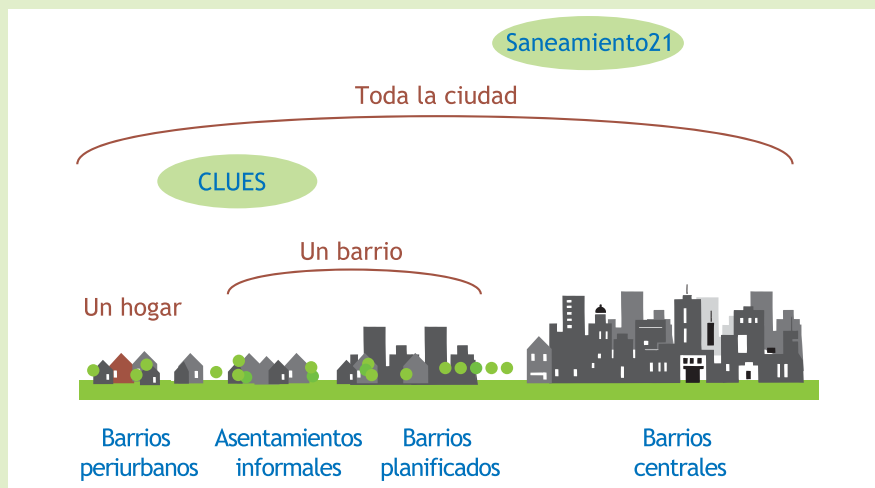 Saneamiento21
Toda la ciudad
CLUES
Un barrio
Un hogar
Barrios
periurbanos
Asentamientos
informales
Barrios
planificados
Barrios
centrales